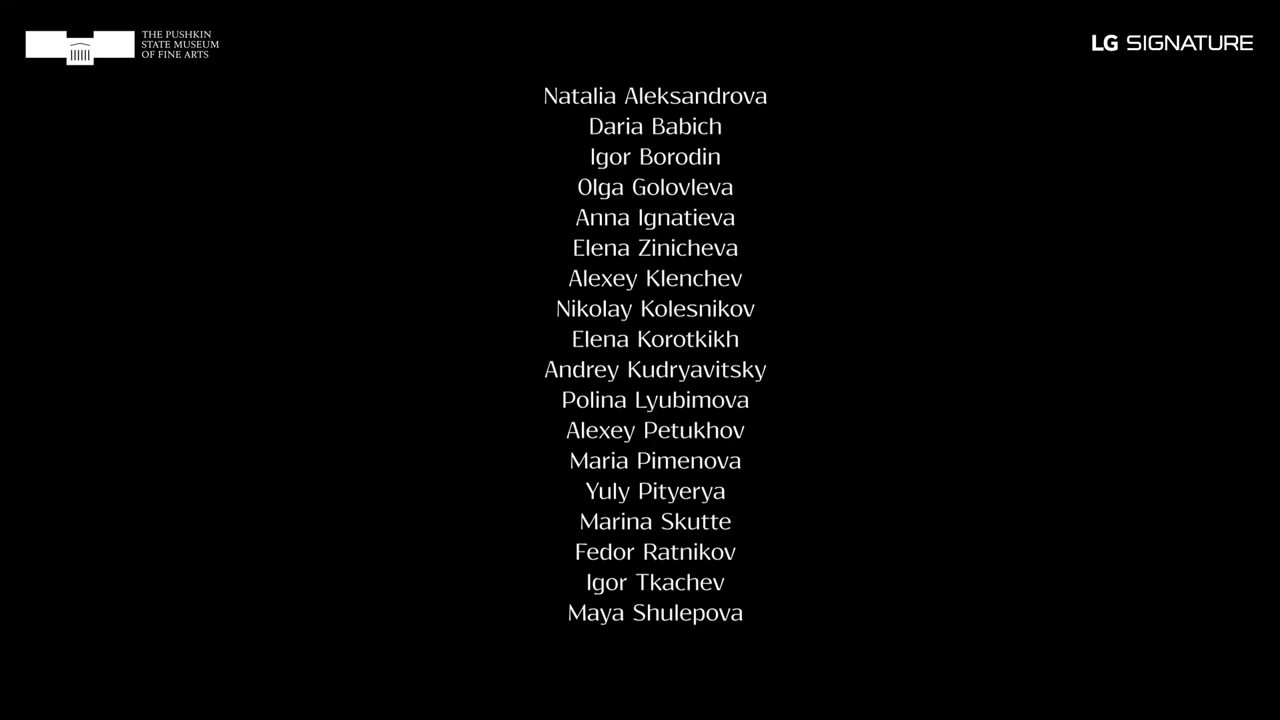 THE PUSHKIN
STATE MUSEUM
OF FINE ARTS
LG SIGNATURE
Natalia Aleksandrova
Daria Babich
Igor Borodin
Olga Golovleva
Anna Ignatieva
Elena Zinicheva
Alexey Klenchev
Nikolay Kolesnikov
Elena Korotkikh
Andrey Kudryavitsky
Polina Lyubimova
Alexey Petukhov
Maria Pimenova
Yuly Pityerya
Marina Skutte
Fedor Ratnikov
Igor Tkachev
Maya Shulepova